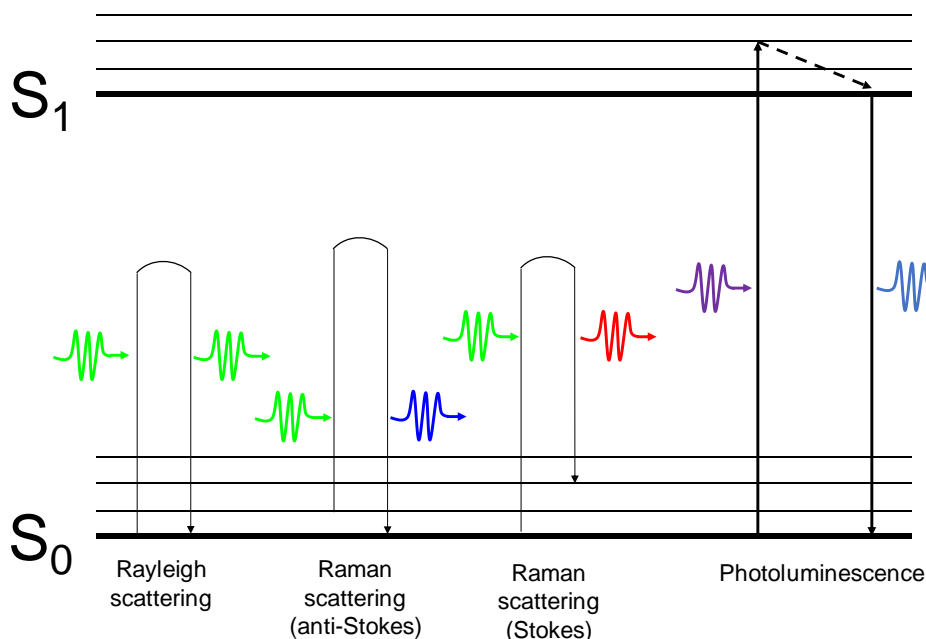 S₁
S₀
Rayleigh
scattering
Raman
scattering
(anti-Stokes)
Raman
scattering
(Stokes)
Photoluminescence